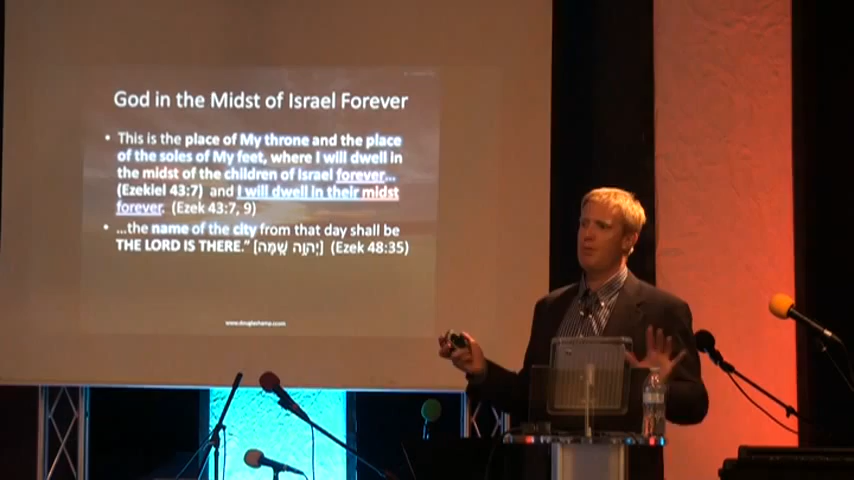 God in the Midst of Israel Forever
• This is the place of My throne and the place
of the soles of My feet, where I will dwell in
the midst of the children of Israel forever...
(Ezekiel 43:7) and I will dwell in their midst
forever. (Ezek 43:7, 9)
• ...the name of the city from that day shall be
THE LORD IS THERE." [יְהוָה שָׁמָּה] (Ezek 48:35)